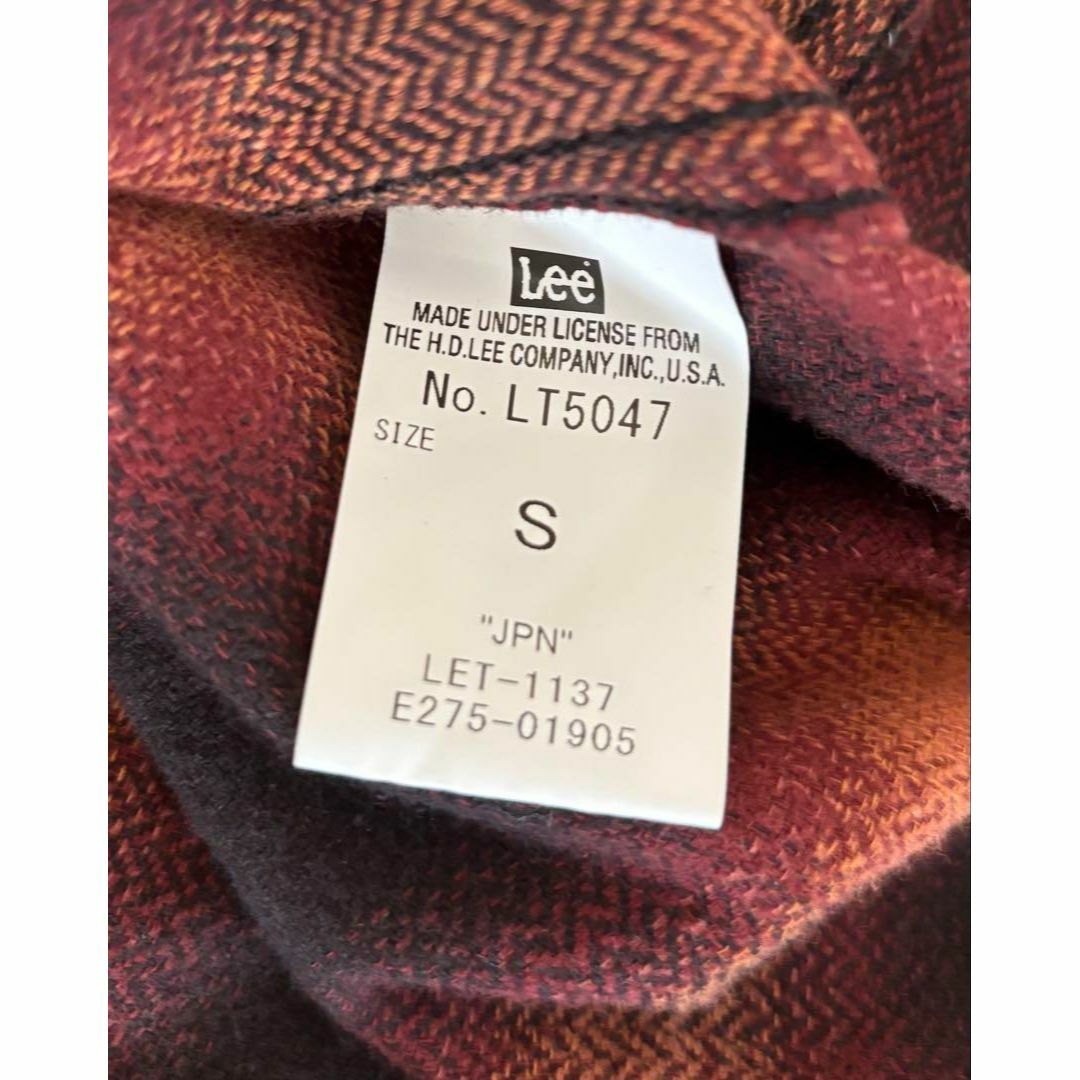 Lee
MADE UNDER LICENSE FROM
THE H.D.LEE COMPANY,INC.,U.S.A.
No. LT5047
SIZE
S
"JPN"
LET-1137
E275-01905